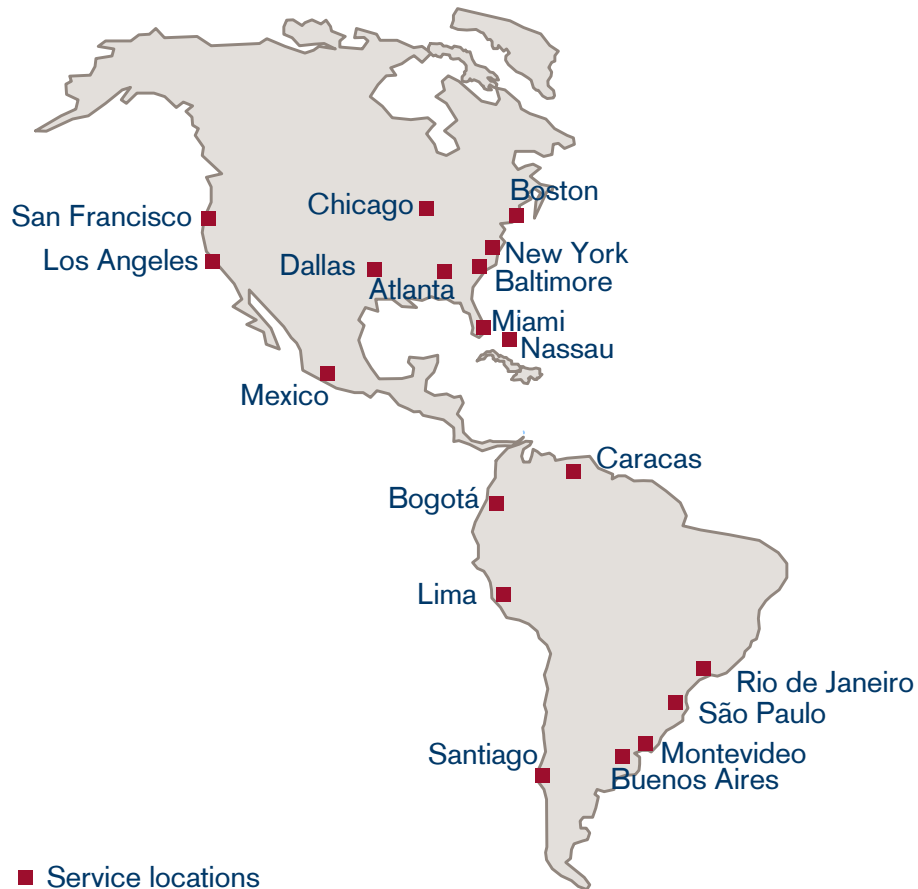 Boston
Chicago
San Francisco
New York
Los Angeles
Dallas
Baltimore
Atlanta
Miami
Nassau
Mexico
Caracas
Bogotá
Lima
Rio de Janeiro
São Paulo
Santiago
Montevideo
Buenos Aires
Service locations